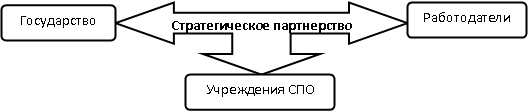 Государство
Стратегическое партнерство
Работодатели
Учреждения СПО